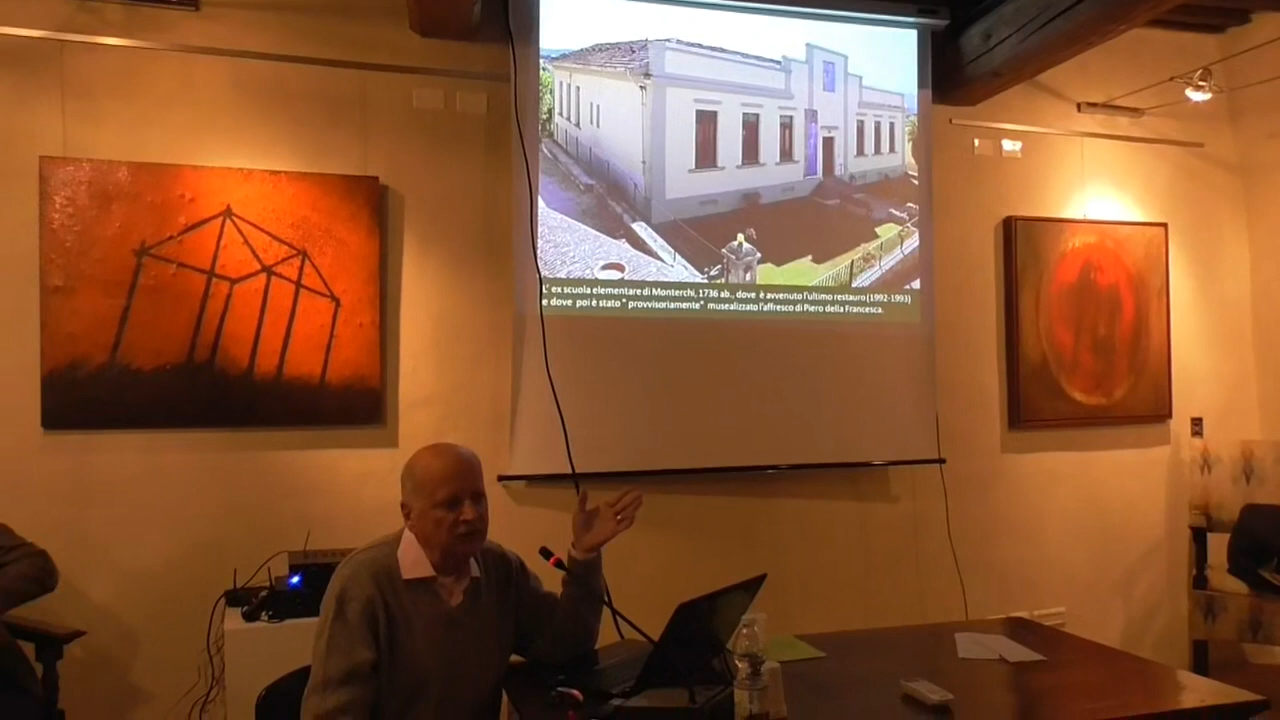 L' ex scuola elementare di Monterchi, 1736 ab., dove è avvenuto l'ultimo restauro (1992-1993)
e dove poi è stato " provvisoriamente" musealizzato l'affresco di Piero della Francesca.